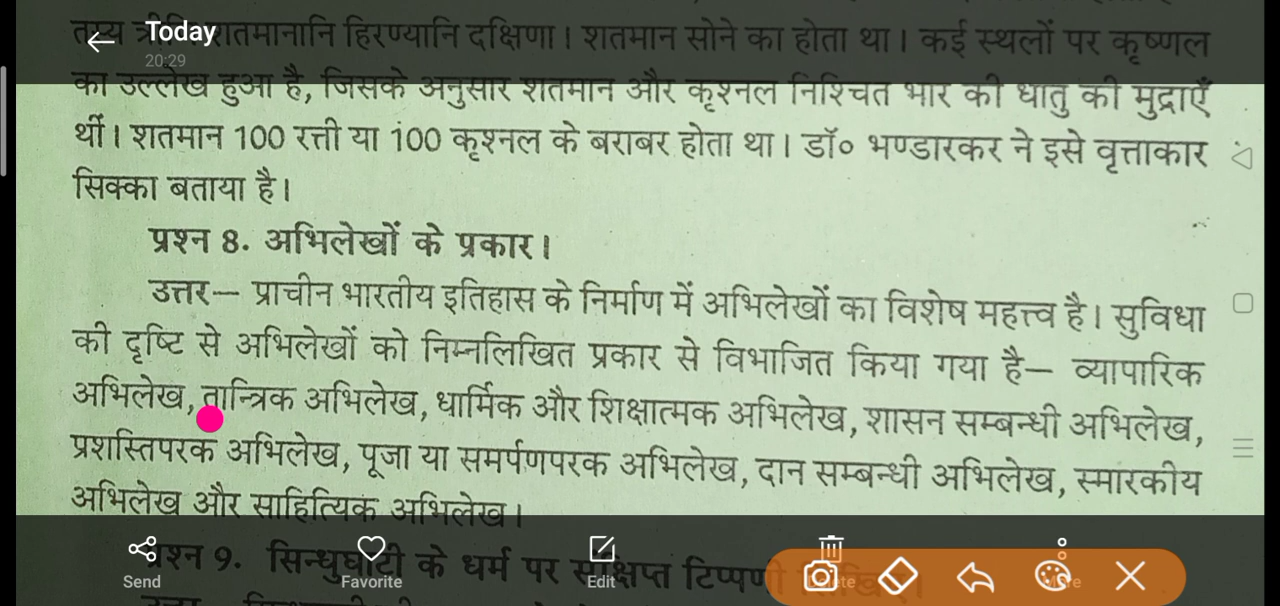 Today
20:29
तस्य त्रीणि शतमानानि हिरण्यानि दक्षिणा। शतमान सोने का होता था। कई स्थलों पर कृष्णल
का उल्लेख हुआ है, जिसके अनुसार शतमान और कृश्नल निश्चित भार की धातु की मुद्राएँ
थीं। शतमान 100 रत्ती या 100 कृश्नल के बराबर होता था। डॉ० भण्डारकर ने इसे वृत्ताकार
सिक्का बताया है।
प्रश्न 8. अभिलेखों के प्रकार।
उत्तर— प्राचीन भारतीय इतिहास के निर्माण में अभिलेखों का विशेष महत्त्व है। सुविधा
की दृष्टि से अभिलेखों को निम्नलिखित प्रकार से विभाजित किया गया है— व्यापारिक
अभिलेख, तान्त्रिक अभिलेख, धार्मिक और शिक्षात्मक अभिलेख, शासन सम्बन्धी अभिलेख,
प्रशस्तिपरक अभिलेख, पूजा या समर्पणपरक अभिलेख, दान सम्बन्धी अभिलेख, स्मारकीय
अभिलेख और साहित्यिक अभिलेख।
प्रश्न 9. सिन्धुघाटी के धर्म पर संक्षिप्त टिप्पणी
Send
Favorite
Edit
Delete
More